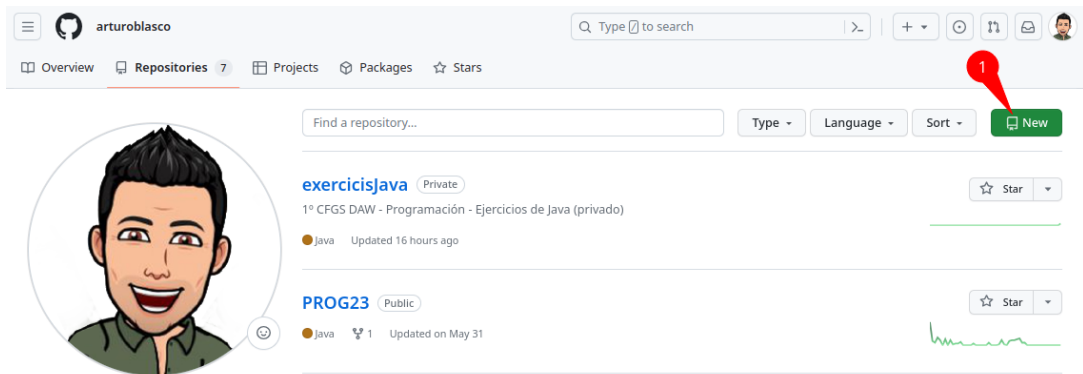 arturoblasco
Type / to search
Overview Repositories 7 Projects Packages Stars
1
Find a repository... Type Language Sort New
exercicisJava Private
Star
1º CFGS DAW - Programación - Ejercicios de Java (privado)
Java Updated 16 hours ago
PROG23 Public
Star
Java 1 Updated on May 31